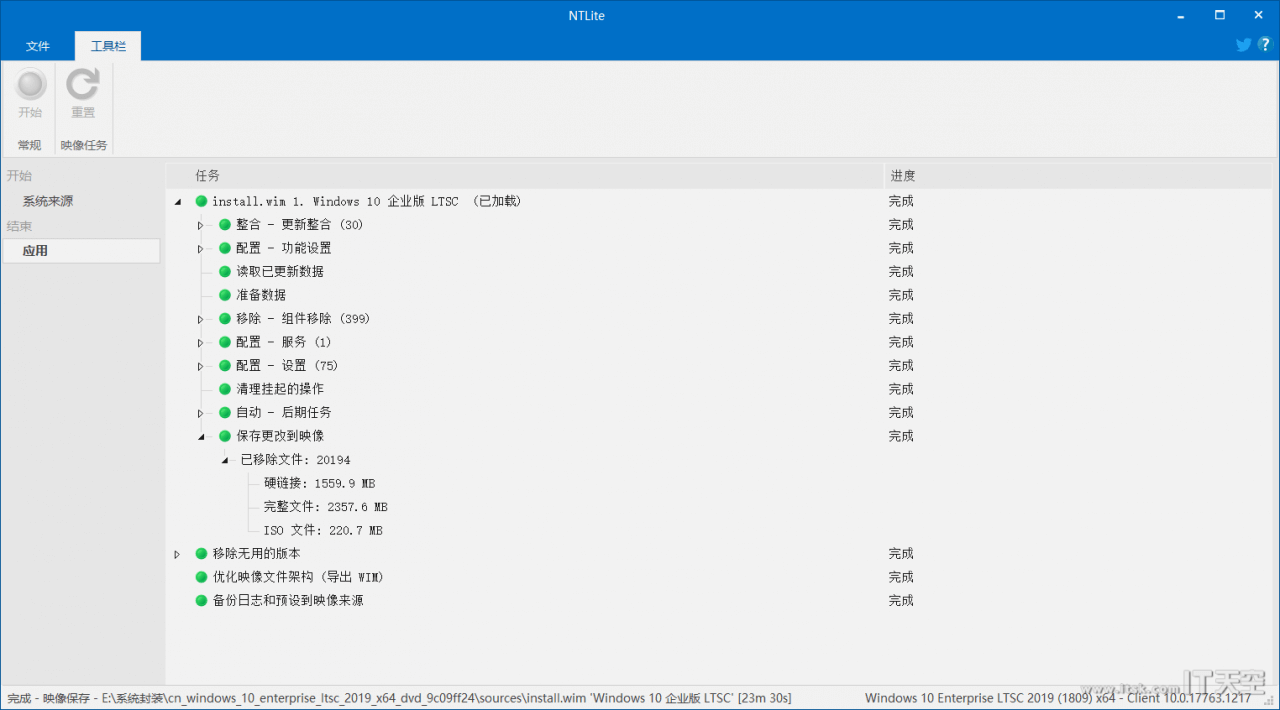 NTLite
文件 工具栏
开始 重置
常规 映像任务
开始
系统来源
结束
应用
任务 进度
install.wim 1. Windows 10 企业版 LTSC （已加载） 完成
整合 - 更新整合 (30) 完成
配置 - 功能设置 完成
读取已更新数据 完成
准备数据 完成
移除 - 组件移除 (399) 完成
配置 - 服务 (1) 完成
配置 - 设置 (75) 完成
清理挂起的操作 完成
自动 - 后期任务 完成
保存更改到映像 完成
已移除文件: 20194
硬链接: 1559.9 MB
完整文件: 2357.6 MB
ISO 文件: 220.7 MB
移除无用的版本 完成
优化映像文件架构 (导出 WIM) 完成
备份日志和预设到映像来源 完成
完成 - 映像保存 - E:\系统封装\cn_windows_10_enterprise_ltsc_2019_x64_dvd_9c09ff24\sources\install.wim 'Windows 10 企业版 LTSC' [23m 30s] Windows 10 Enterprise LTSC 2019 (1809) x64 - Client 10.0.17763.1217
IT天空